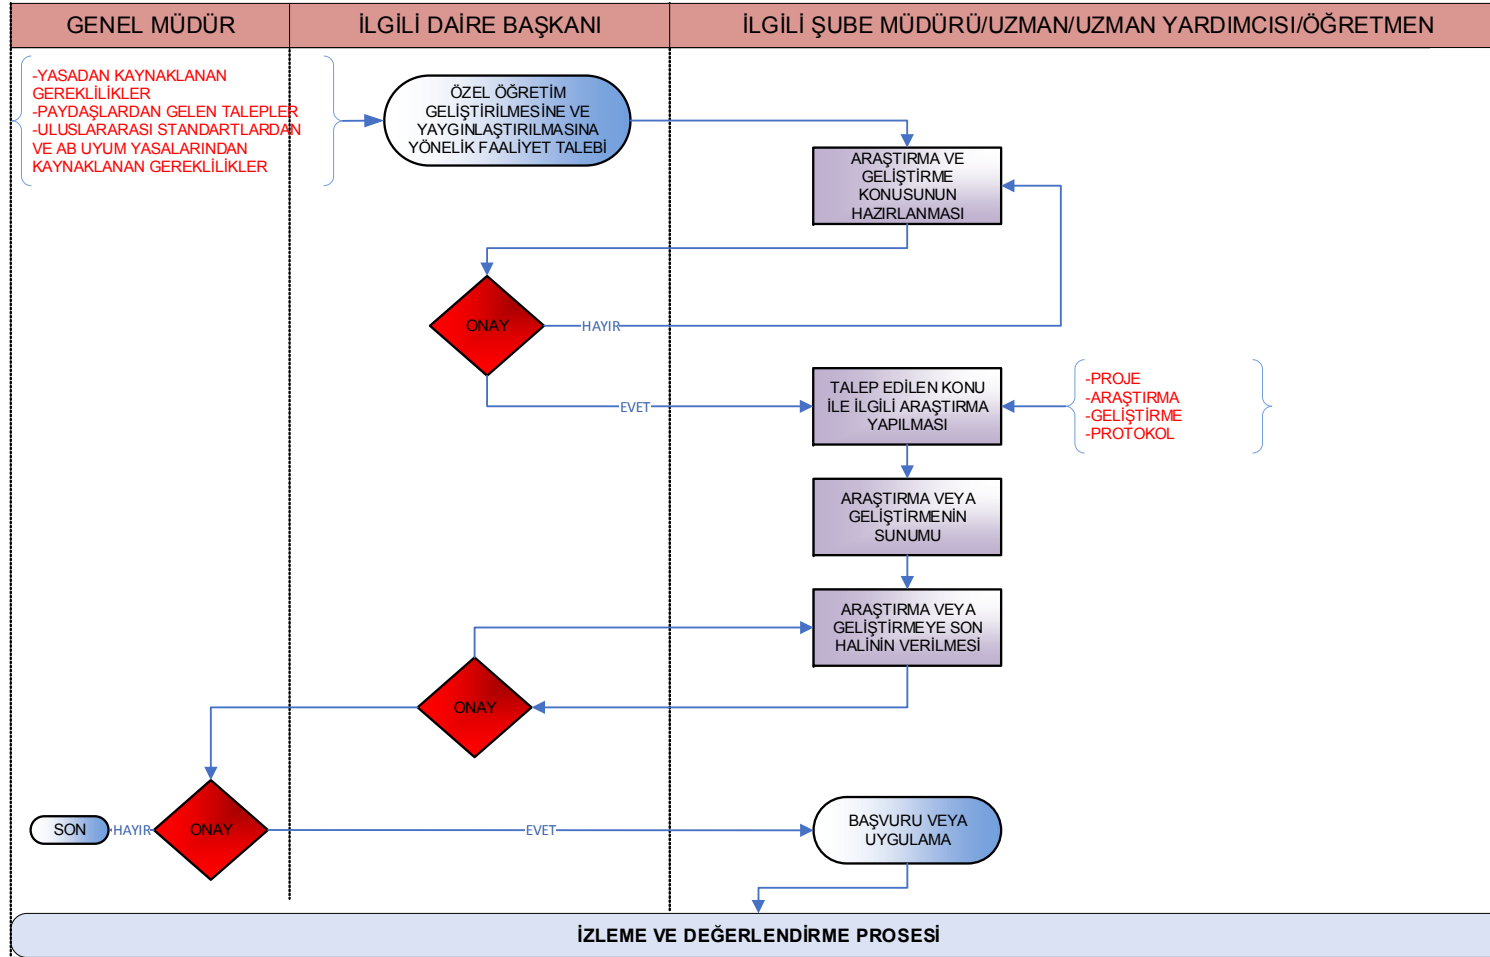 GENEL MÜDÜR
İLGİLİ DAİRE BAŞKANI
İLGİLİ ŞUBE MÜDÜRÜ/UZMAN/UZMAN YARDIMCISI/ÖĞRETMEN
-YASADAN KAYNAKLANAN
GEREKLİLİKLER
-PAYDAŞLARDAN GELEN TALEPLER
-ULUSLARARASI STANDARTLARDAN
VE AB UYUM YASALARINDAN
KAYNAKLANAN GEREKLİLİKLER
ÖZEL ÖĞRETİM
GELİŞTİRİLMESİNE VE
YAYGINLAŞTIRILMASINA
YÖNELİK FAALİYET TALEBİ
ARAŞTIRMA VE
GELİŞTİRME
KONUSUNUN
HAZIRLANMASI
ONAY
HAYIR
EVET
TALEP EDİLEN KONU
İLE İLGİLİ ARAŞTIRMA
YAPILMASI
-PROJE
-ARAŞTIRMA
-GELİŞTİRME
-PROTOKOL
ARAŞTIRMA VEYA
GELİŞTİRMENİN
SUNUMU
ARAŞTIRMA VEYA
GELİŞTİRMEYE SON
HALİNİN VERİLMESİ
ONAY
SON
HAYIR
ONAY
EVET
BAŞVURU VEYA
UYGULAMA
İZLEME VE DEĞERLENDİRME PROSESİ